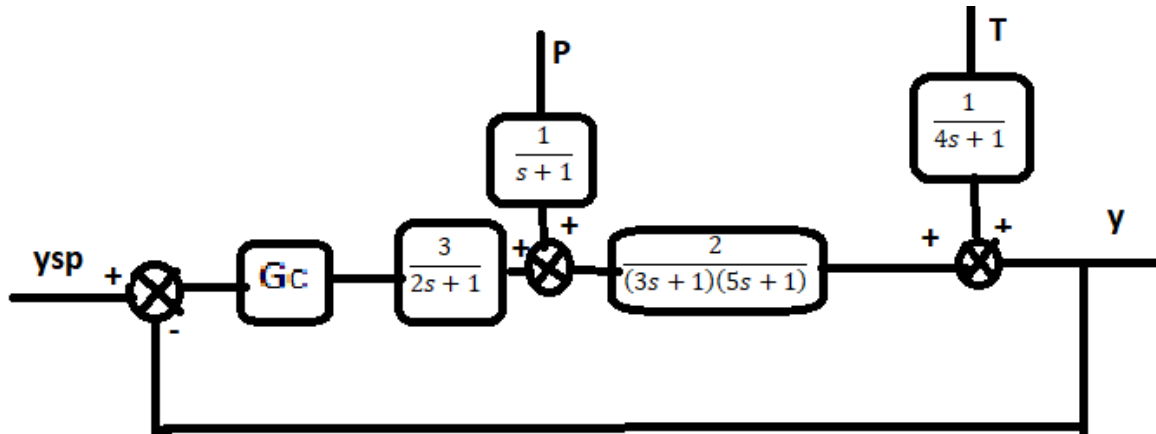 P
T
1
4s + 1
1
s + 1
+
+
y
ysp
+
-
Gc
3
2s + 1
+
2
(3s + 1)(5s + 1)
+